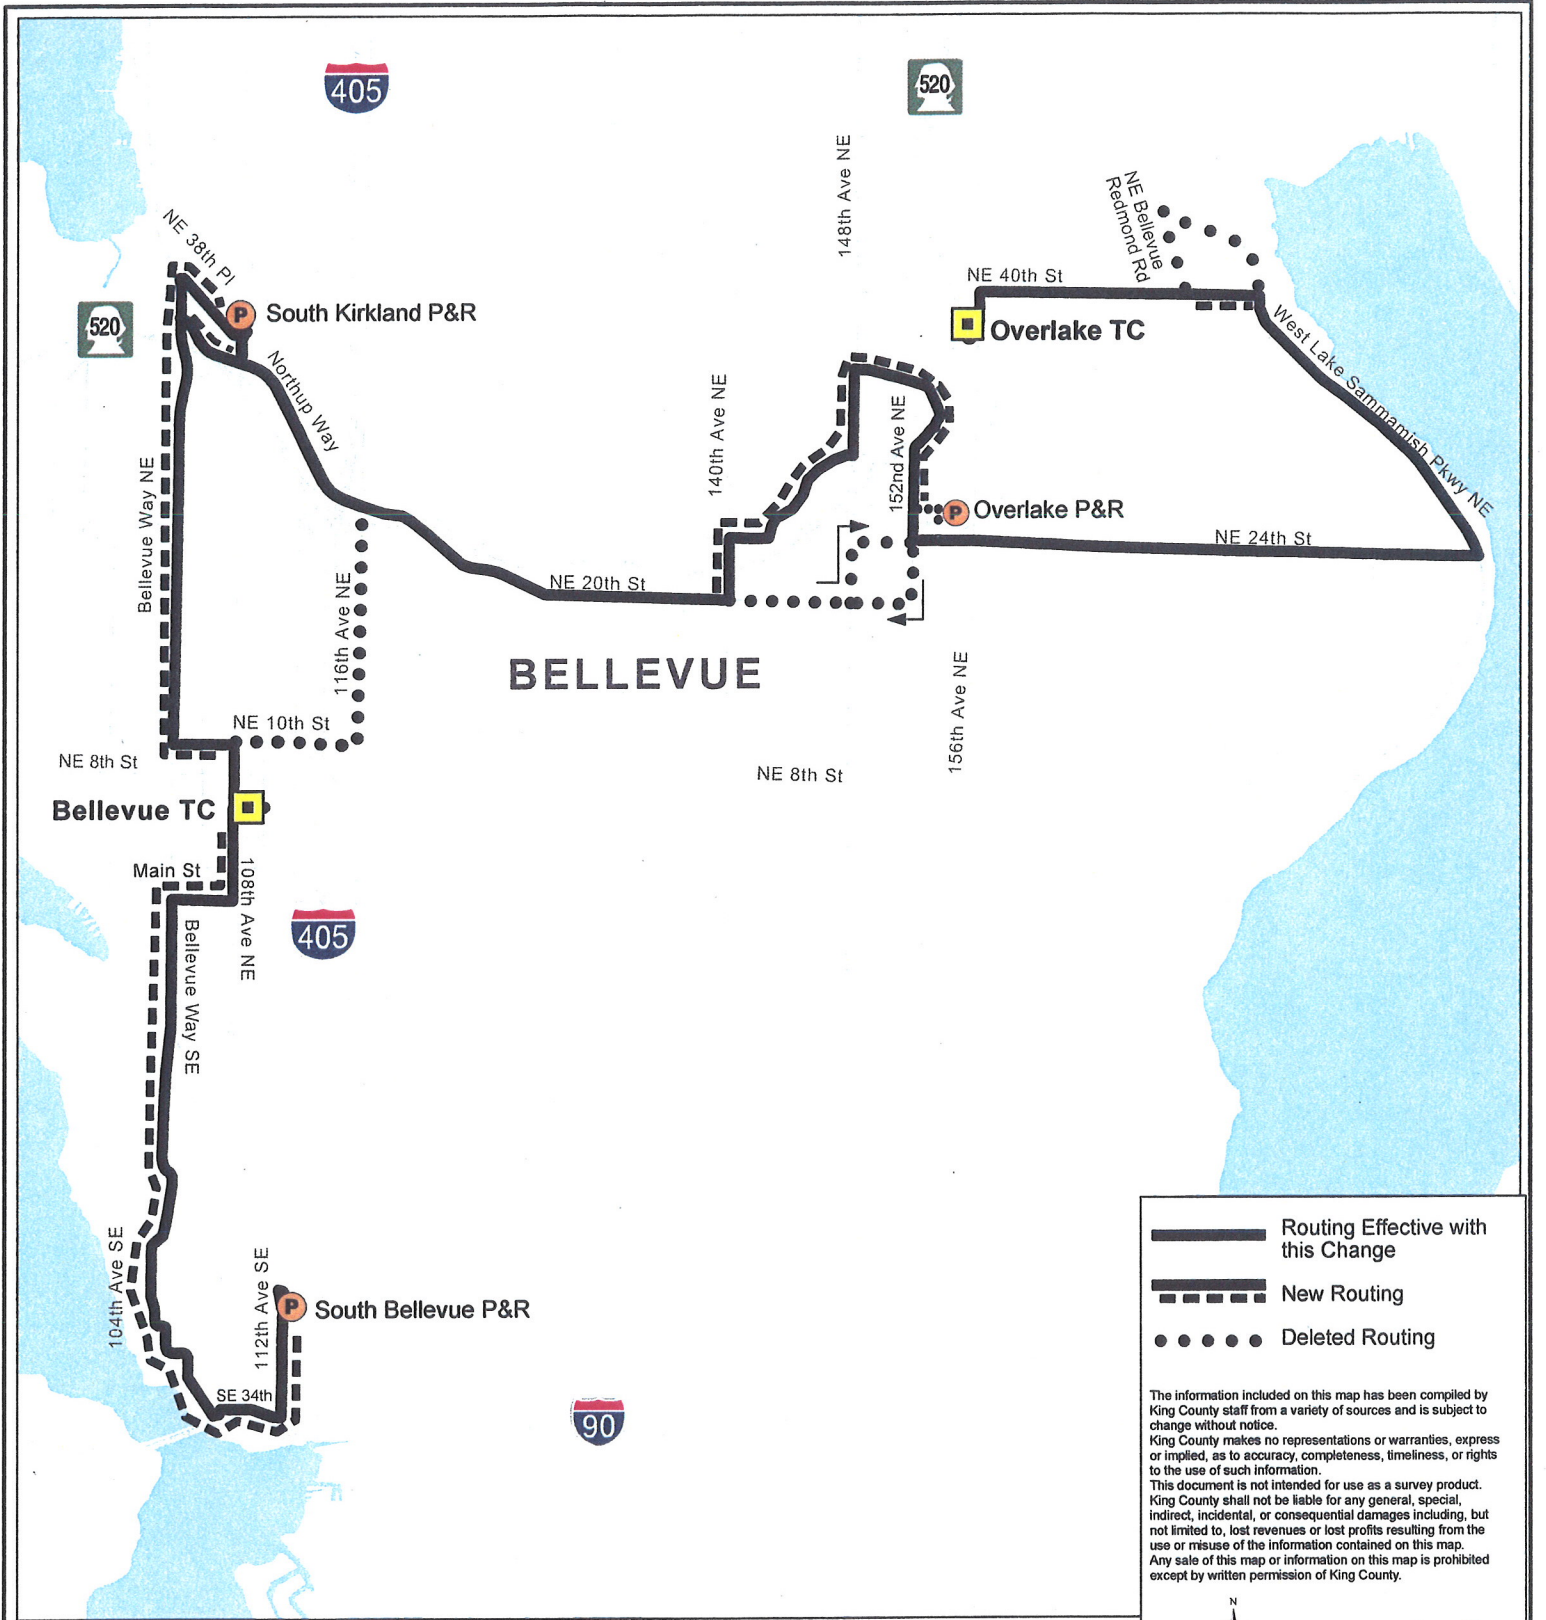 405
520
148th Ave NE
NE Bellevue
Redmond Rd
NE 38th Pl
NE 40th St
South Kirkland P&R
P
520
Overlake TC
West Lake Sammamish Pkwy NE
Northup Way
140th Ave NE
152nd Ave NE
Bellevue Way NE
P
Overlake P&R
NE 24th St
116th Ave NE
NE 20th St
BELLEVUE
156th Ave NE
NE 10th St
NE 8th St
NE 8th St
Bellevue TC
Main St
108th Ave NE
405
Bellevue Way SE
104th Ave SE
112th Ave SE
P
South Bellevue P&R
SE 34th
90
Routing Effective with
this Change
New Routing
Deleted Routing
The information included on this map has been compiled by
King County staff from a variety of sources and is subject to
change without notice.
King County makes no representations or warranties, express
or implied, as to accuracy, completeness, timeliness, or rights
to the use of such information.
This document is not intended for use as a survey product.
King County shall not be liable for any general, special,
indirect, incidental, or consequential damages including, but
not limited to, lost revenues or lost profits resulting from the
use or misuse of the information contained on this map.
Any sale of this map or information on this map is prohibited
except by written permission of King County.
N